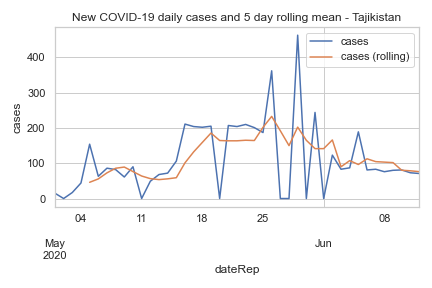 New COVID-19 daily cases and 5 day rolling mean - Tajikistan
cases
cases (rolling)
400
300
200
100
0
cases
04
11
18
25
08
May
2020
Jun
dateRep